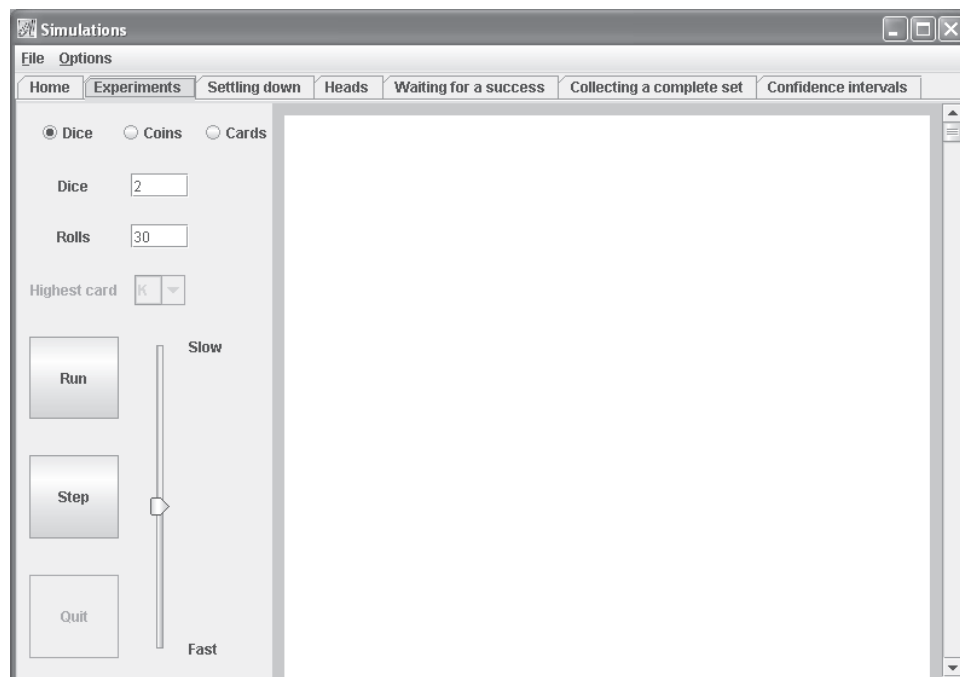 Simulations
File Options
Home Experiments Settling down Heads Waiting for a success Collecting a complete set Confidence intervals
Dice Coins Cards
Dice 2
Rolls 30
Highest card K
Slow
Run
Step
Quit
Fast